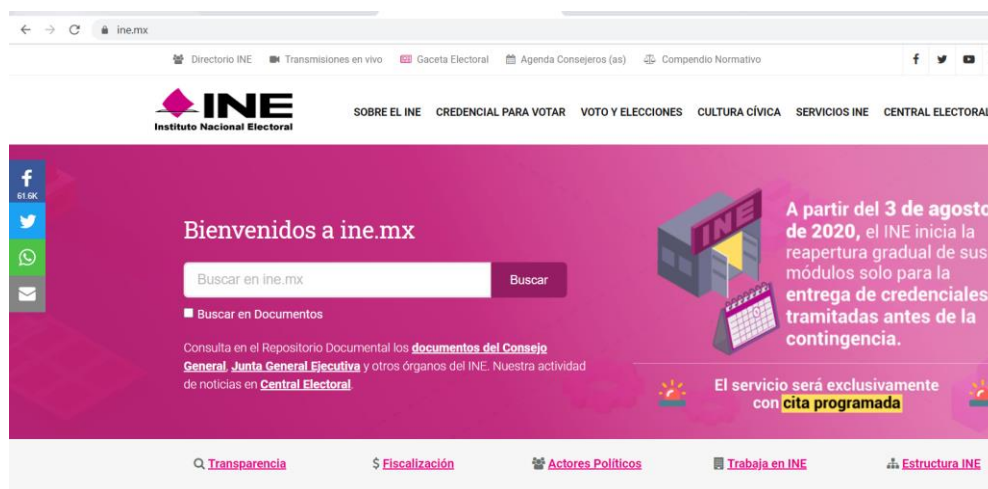 ine.mx
Directorio INE Transmisiones en vivo Gaceta Electoral Agenda Consejeros (as) Compendio Normativo
INE
Instituto Nacional Electoral
SOBRE EL INE CREDENCIAL PARA VOTAR VOTO Y ELECCIONES CULTURA CÍVICA SERVICIOS INE CENTRAL ELECTORAL
61.6K
Bienvenidos a ine.mx
Buscar en ine.mx Buscar
Buscar en Documentos
Consulta en el Repositorio Documental los documentos del Consejo
General, Junta General Ejecutiva y otros órganos del INE. Nuestra actividad
de noticias en Central Electoral.
INE
A partir del 3 de agosto
de 2020, el INE inicia la
reapertura gradual de sus
módulos solo para la
entrega de credenciales
tramitadas antes de la
contingencia.
El servicio será exclusivamente
con cita programada
Transparencia $ Fiscalización Actores Políticos Trabaja en INE Estructura INE